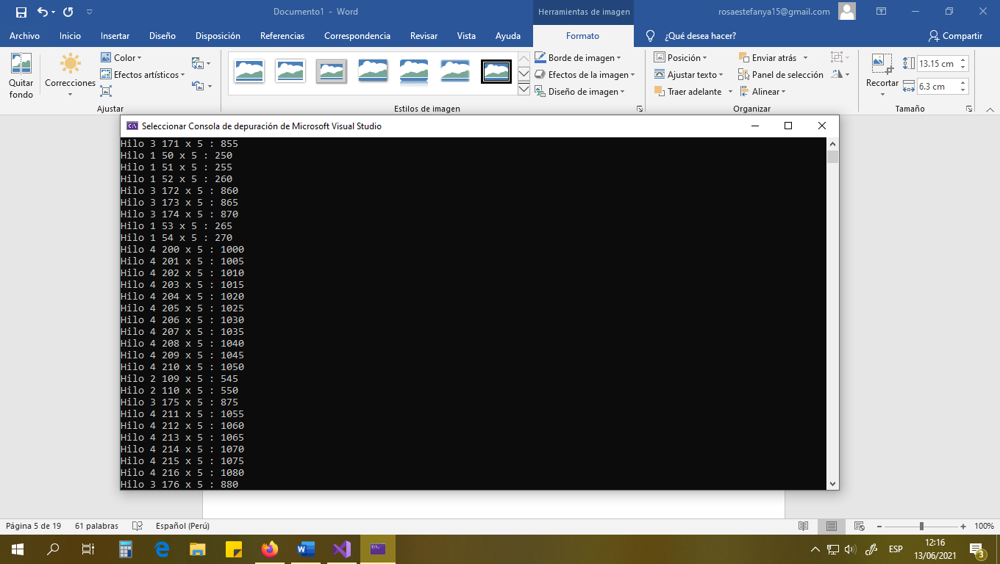 Documento1 - Word
Herramientas de imagen
rosaestefanya15@gmail.com
Archivo
Inicio
Insertar
Diseño
Disposición
Referencias
Correspondencia
Revisar
Vista
Ayuda
Formato
¿Qué desea hacer?
Compartir
Quitar
fondo
Correcciones
Color
Efectos artísticos
Ajustar
Estilos de imagen
Borde de imagen
Efectos de la imagen
Diseño de imagen
Posición
Ajustar texto
Traer adelante
Enviar atrás
Panel de selección
Alinear
Organizar
Recortar
13.15 cm
6.3 cm
Tamaño
Seleccionar Consola de depuración de Microsoft Visual Studio
Hilo 3 171 x 5 : 855
Hilo 1 50 x 5 : 250
Hilo 1 51 x 5 : 255
Hilo 1 52 x 5 : 260
Hilo 3 172 x 5 : 860
Hilo 3 173 x 5 : 865
Hilo 3 174 x 5 : 870
Hilo 1 53 x 5 : 265
Hilo 1 54 x 5 : 270
Hilo 4 200 x 5 : 1000
Hilo 4 201 x 5 : 1005
Hilo 4 202 x 5 : 1010
Hilo 4 203 x 5 : 1015
Hilo 4 204 x 5 : 1020
Hilo 4 205 x 5 : 1025
Hilo 4 206 x 5 : 1030
Hilo 4 207 x 5 : 1035
Hilo 4 208 x 5 : 1040
Hilo 4 209 x 5 : 1045
Hilo 4 210 x 5 : 1050
Hilo 2 109 x 5 : 545
Hilo 2 110 x 5 : 550
Hilo 3 175 x 5 : 875
Hilo 4 211 x 5 : 1055
Hilo 4 212 x 5 : 1060
Hilo 4 213 x 5 : 1065
Hilo 4 214 x 5 : 1070
Hilo 4 215 x 5 : 1075
Hilo 4 216 x 5 : 1080
Hilo 3 176 x 5 : 880
Página 5 de 19
61 palabras
Español (Perú)
100%
ESP
12:16
13/06/2021
3